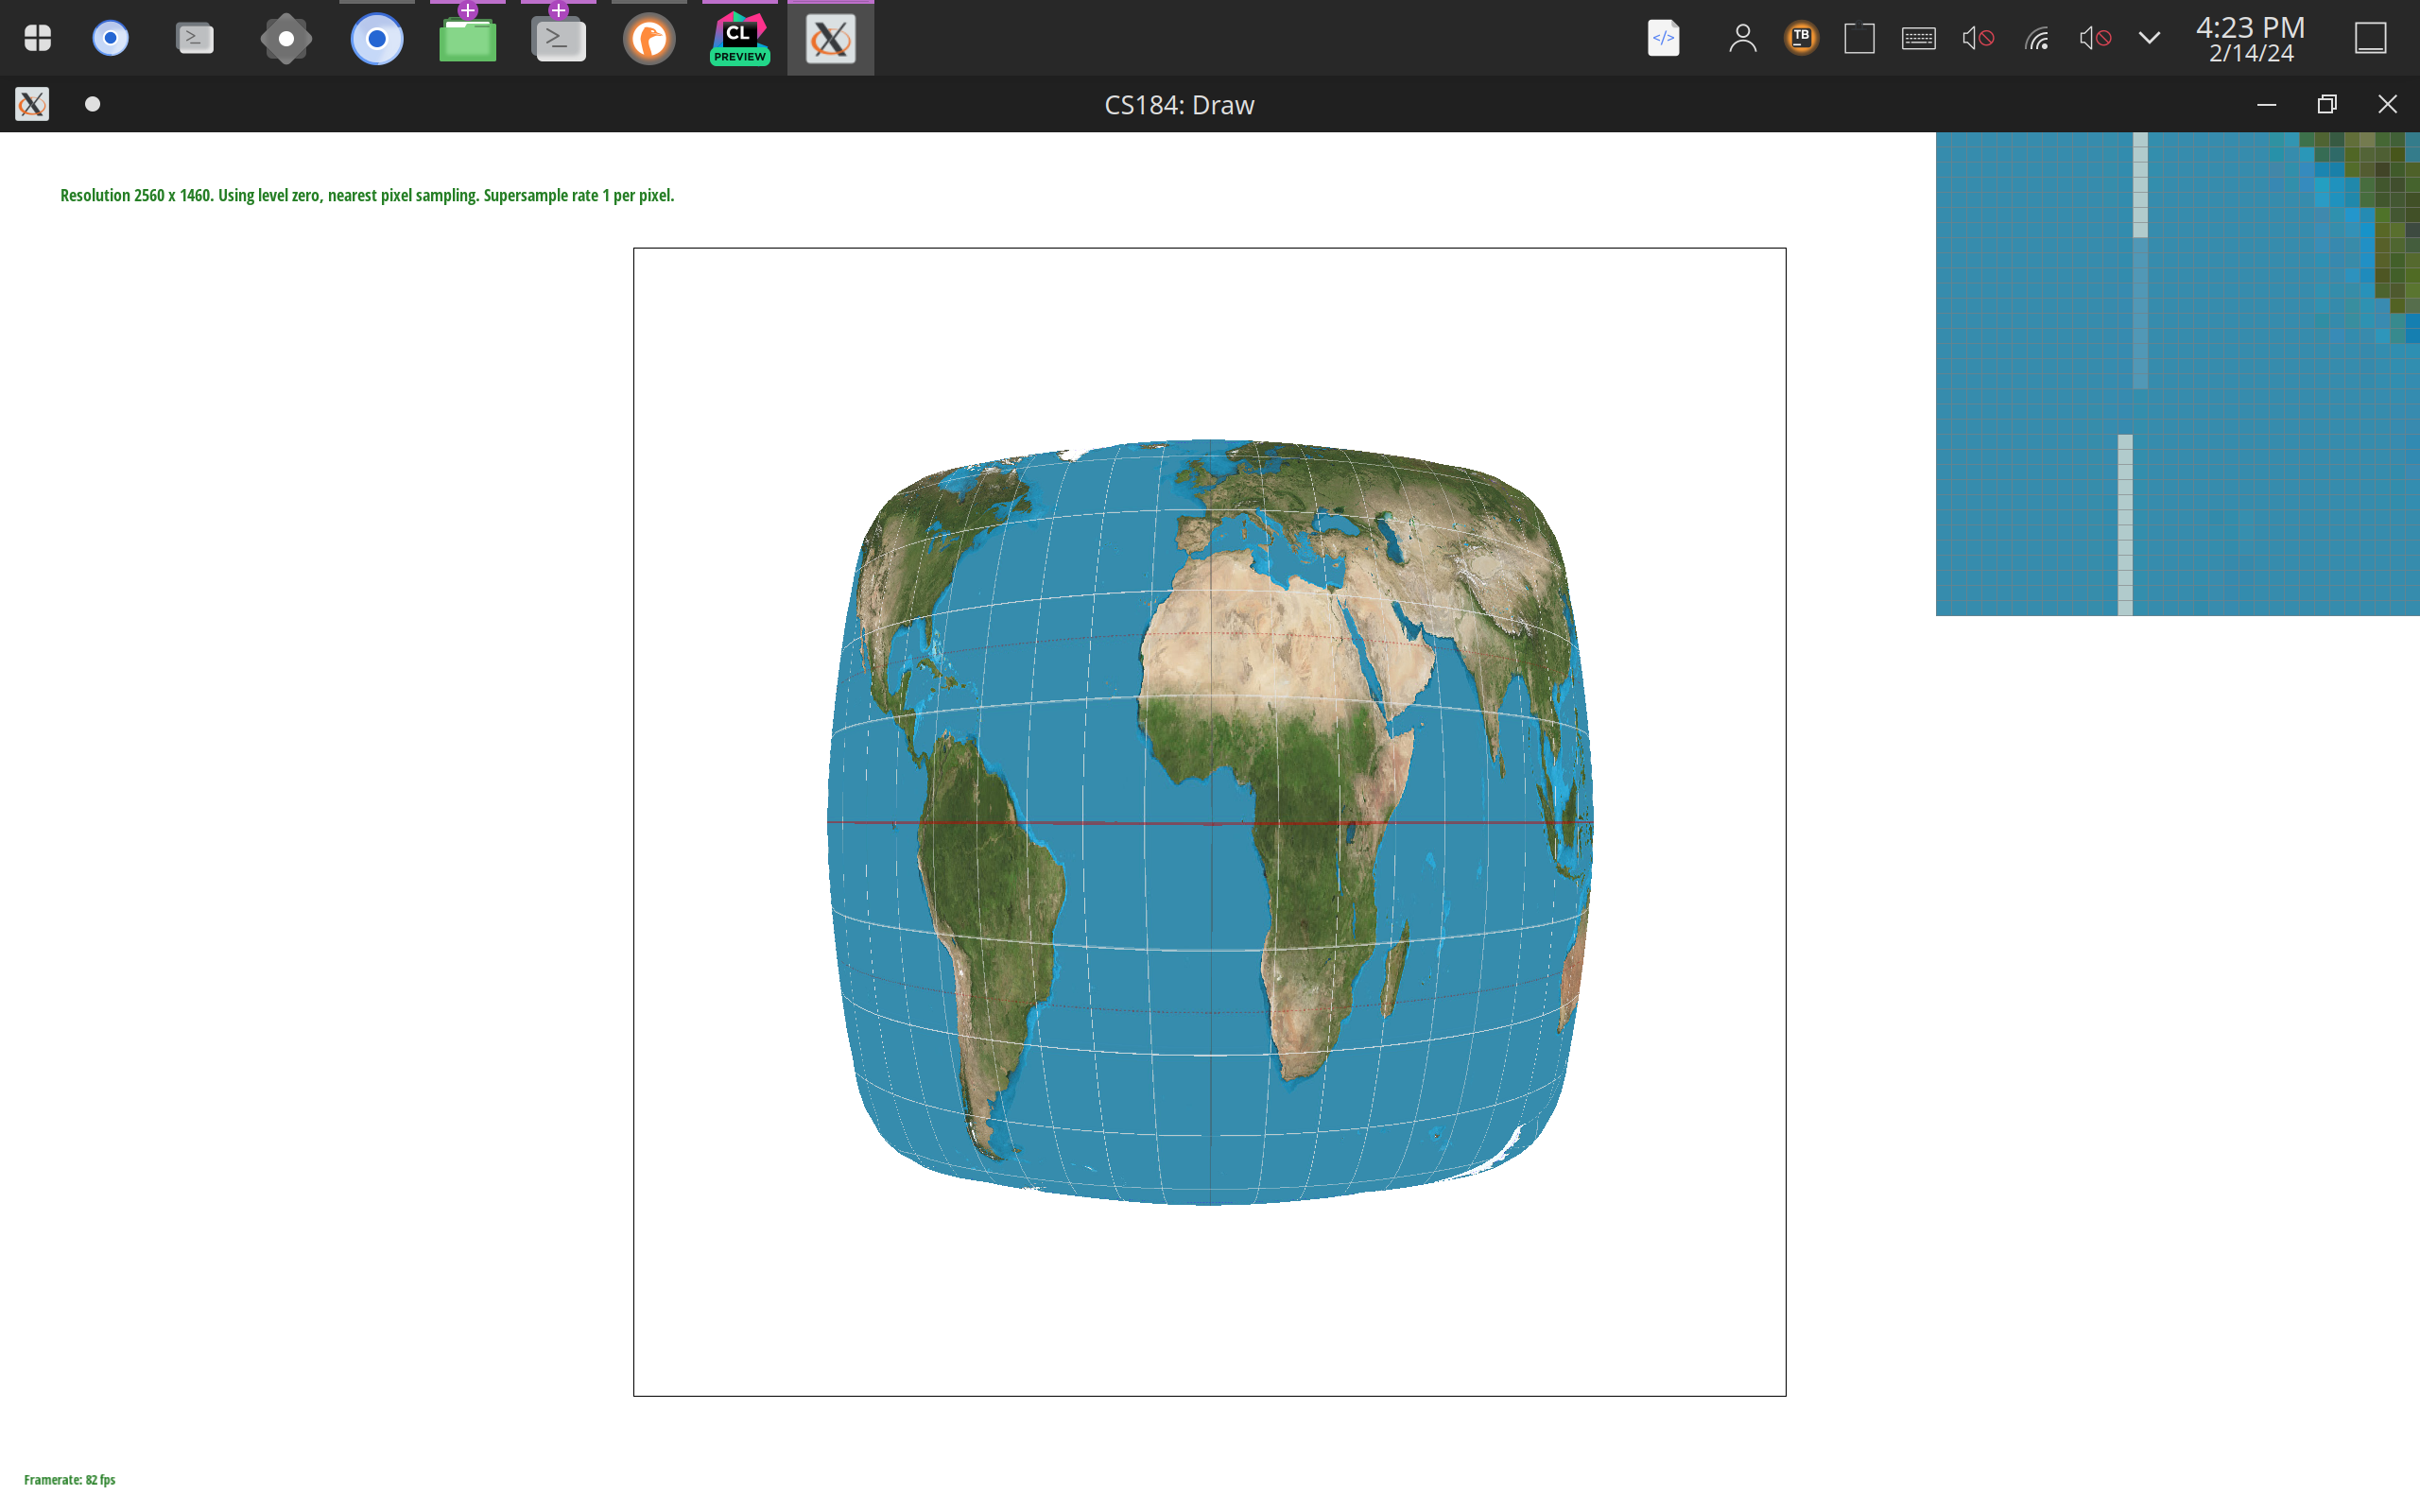 CL
PREVIEW
</>
TB
4:23 PM
2/14/24
CS184: Draw
Resolution 2560 x 1460. Using level zero, nearest pixel sampling. Supersample rate 1 per pixel.
Framerate: 82 fps